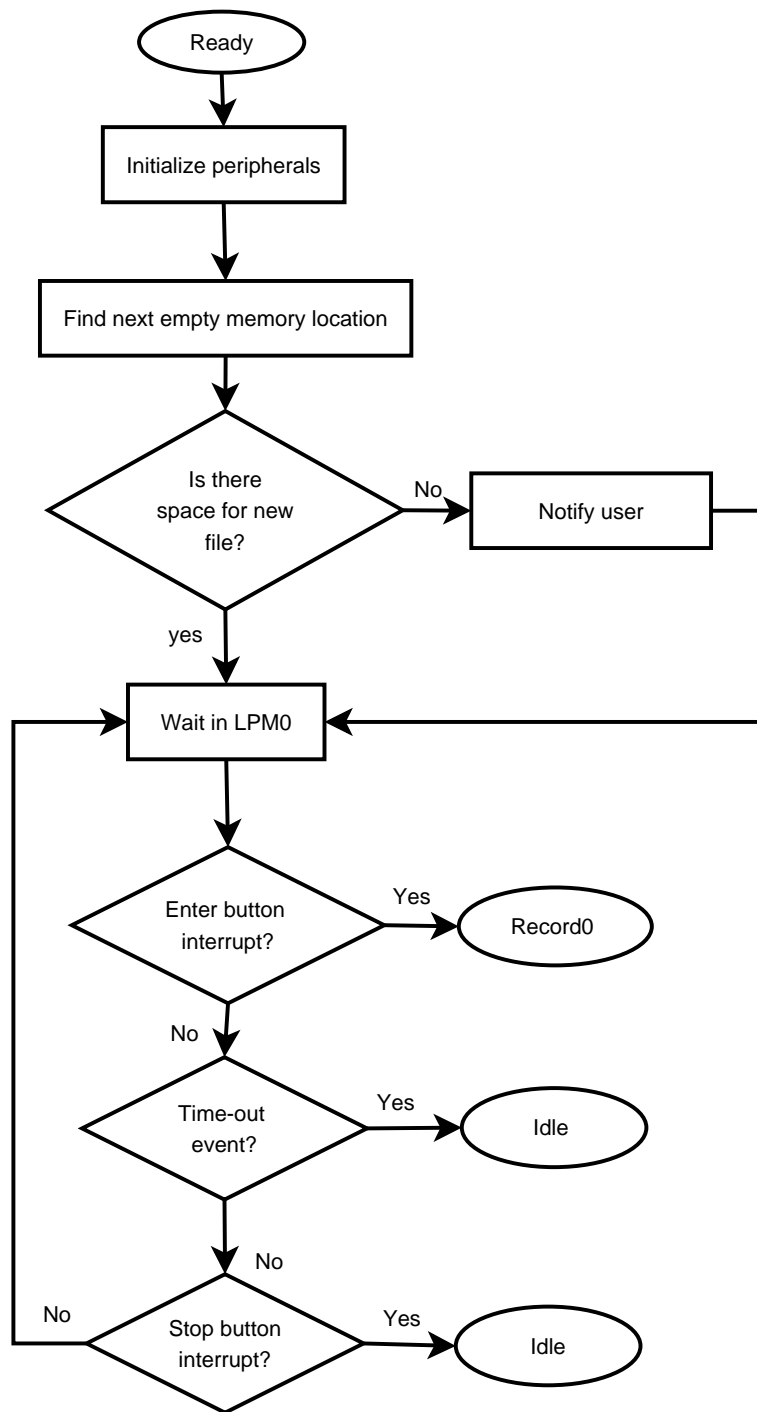 Ready
Initialize peripherals
Find next empty memory location
Is there
space for new
file?
No
Notify user
yes
Wait in LPM0
Enter button
interrupt?
Yes
Record0
No
Time-out
event?
Yes
Idle
No
No
Stop button
interrupt?
Yes
Idle